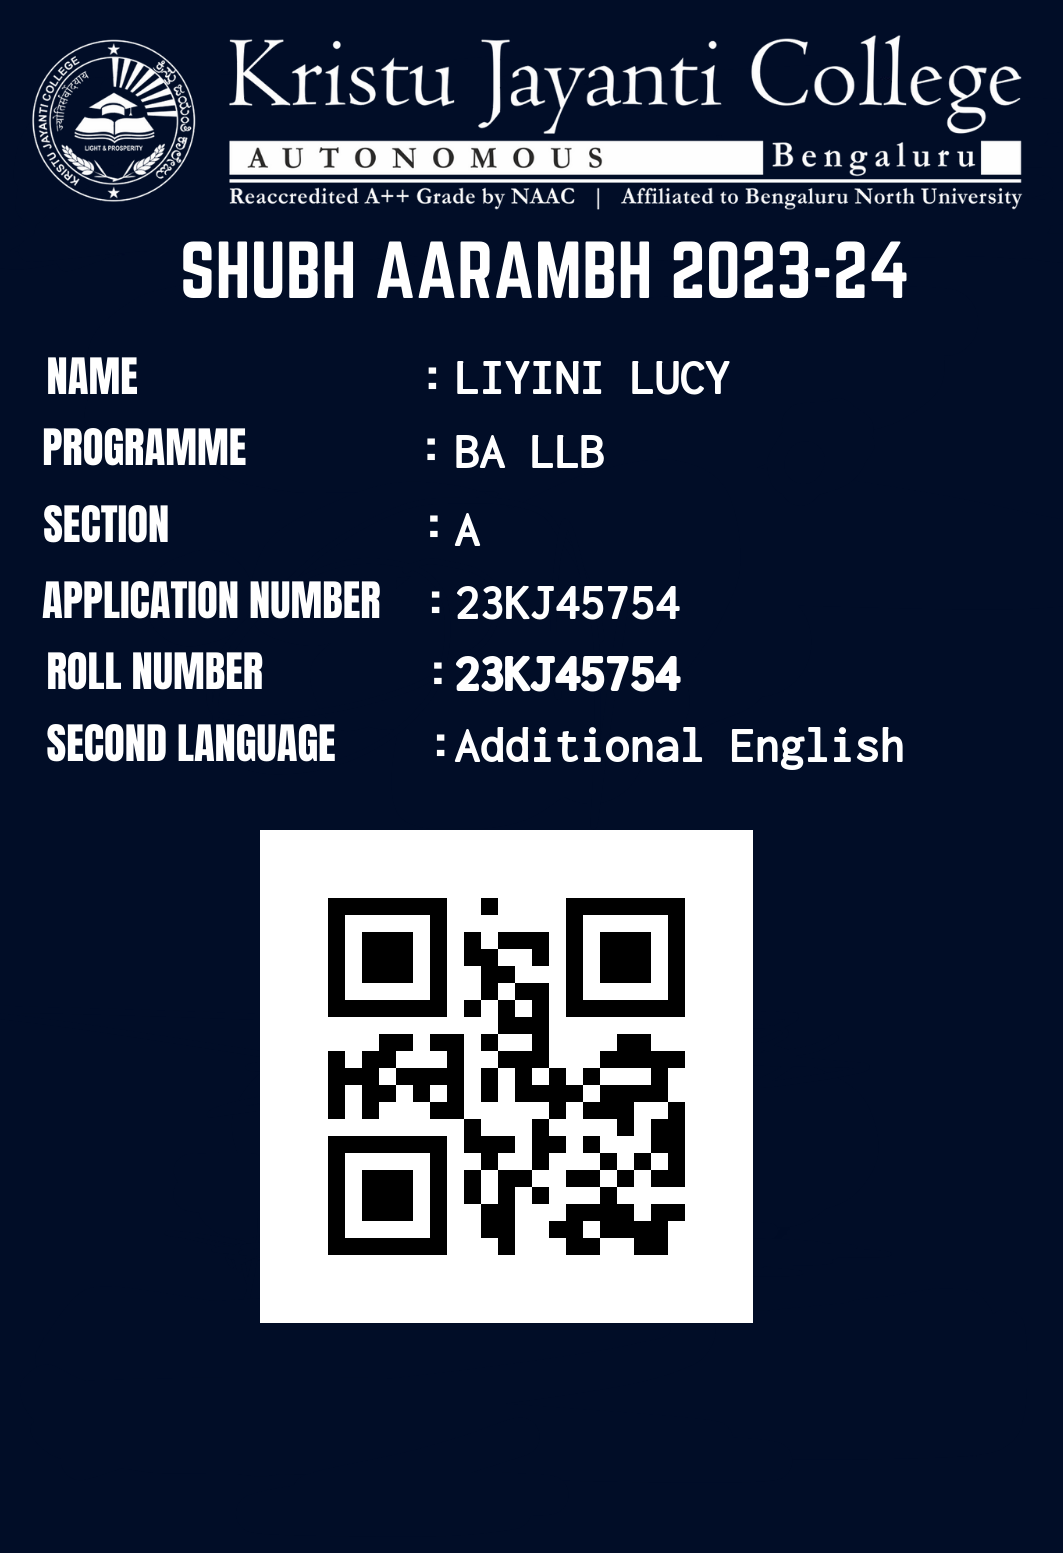 Kristu Jayanti College
AUTONOMOUS Bengaluru
Reaccredited A++ Grade by NAAC | Affiliated to Bengaluru North University
KRISTU JAYANTI COLLEGE
LIGHT & PROSPERITY
SHUBH AARAMBH 2023-24
NAME : LIYINI LUCY
PROGRAMME : BA LLB
SECTION : A
APPLICATION NUMBER : 23KJ45754
ROLL NUMBER : 23KJ45754
SECOND LANGUAGE : Additional English